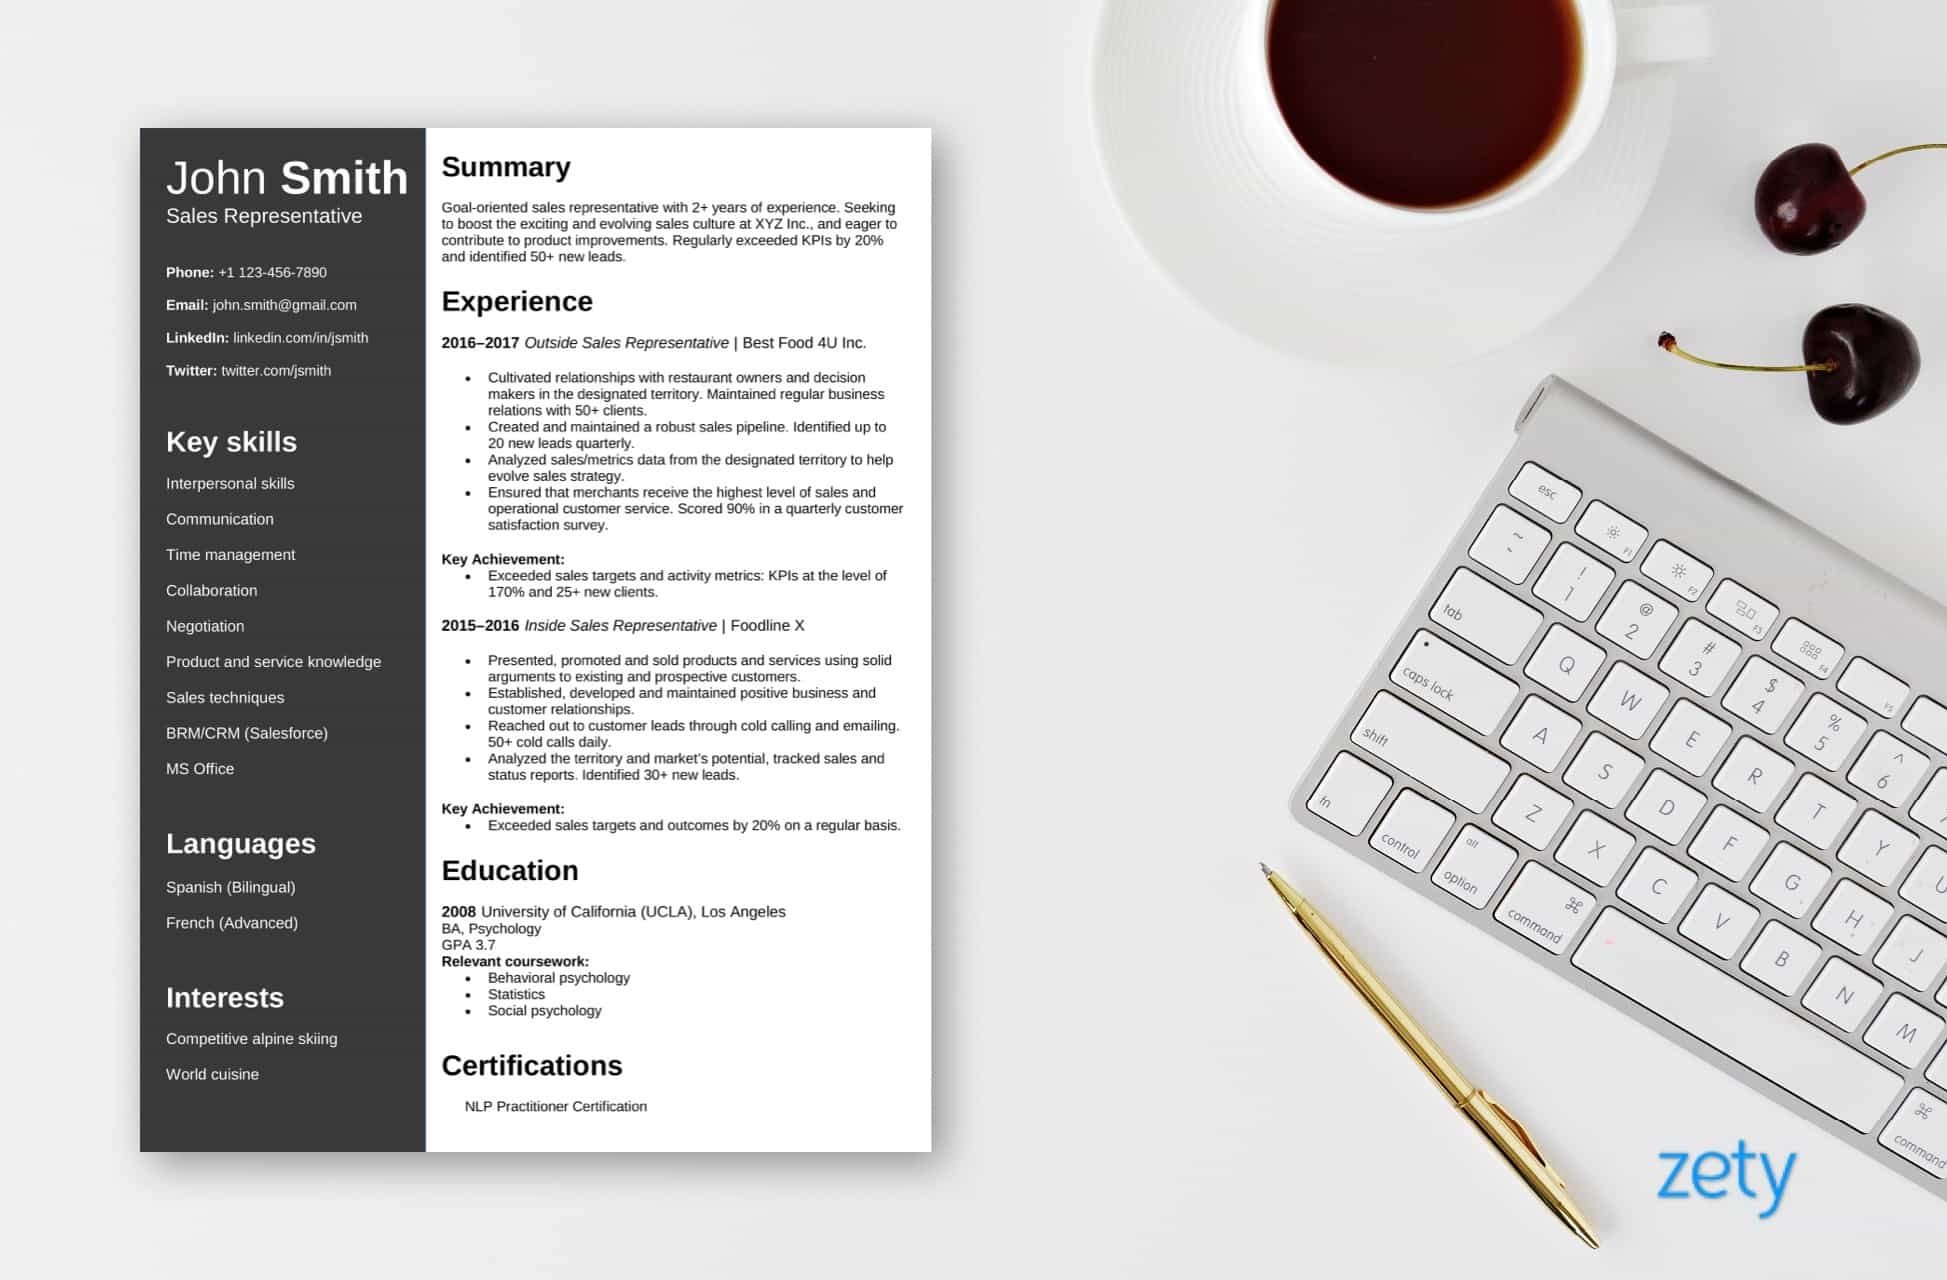 John Smith
Sales Representative
Phone: +1 123-456-7890
Email: john.smith@gmail.com
LinkedIn: linkedin.com/in/jsmith
Twitter: twitter.com/jsmith
Key skills
Interpersonal skills
Communication
Time management
Collaboration
Negotiation
Product and service knowledge
Sales techniques
BRM/CRM (Salesforce)
MS Office
Languages
Spanish (Bilingual)
French (Advanced)
Interests
Competitive alpine skiing
World cuisine
Summary
Goal-oriented sales representative with 2+ years of experience. Seeking
to boost the exciting and evolving sales culture at XYZ Inc., and eager to
contribute to product improvements. Regularly exceeded KPIs by 20%
and identified 50+ new leads.
Experience
2016–2017 Outside Sales Representative | Best Food 4U Inc.
• Cultivated relationships with restaurant owners and decision
makers in the designated territory. Maintained regular business
relations with 50+ clients.
• Created and maintained a robust sales pipeline. Identified up to
20 new leads quarterly.
• Analyzed sales/metrics data from the designated territory to help
evolve sales strategy.
• Ensured that merchants receive the highest level of sales and
operational customer service. Scored 90% in a quarterly customer
satisfaction survey.
Key Achievement:
• Exceeded sales targets and activity metrics: KPIs at the level of
170% and 25+ new clients.
2015–2016 Inside Sales Representative | Foodline X
• Presented, promoted and sold products and services using solid
arguments to existing and prospective customers.
• Established, developed and maintained positive business and
customer relationships.
• Reached out to customer leads through cold calling and emailing.
50+ cold calls daily.
• Analyzed the territory and market's potential, tracked sales and
status reports. Identified 30+ new leads.
Key Achievement:
• Exceeded sales targets and outcomes by 20% on a regular basis.
Education
2008 University of California (UCLA), Los Angeles
BA, Psychology
GPA 3.7
Relevant coursework:
• Behavioral psychology
• Statistics
• Social psychology
Certifications
NLP Practitioner Certification
esc
F1
F2
F3
F4
F5
~
! 1
@ 2
# 3
$ 4
% 5
^ 6
tab
Q W E R T Y U
caps lock
A S D F G H J
shift
Z X C V B N M
fn
control
alt option
⌘ command
⌘ command
zety